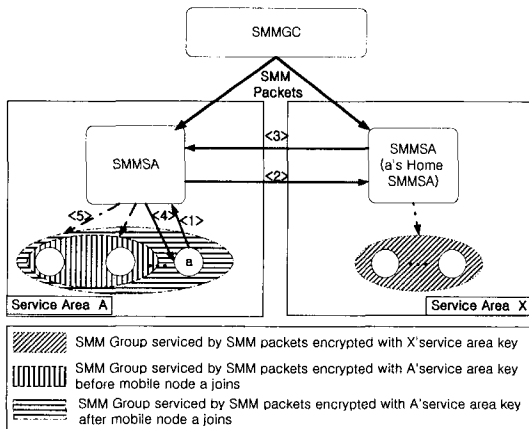 SMMGC
SMM
Packets
<3>
SMMSA
SMMSA
(a's Home
SMMSA)
<2>
<5>
<4>
<1>
a
Service Area A
Service Area X
SMM Group serviced by SMM packets encrypted with X'service area key
SMM Group serviced by SMM packets encrypted with A'service area key
before mobile node a joins
SMM Group serviced by SMM packets encrypted with A'service area key
after mobile node a joins